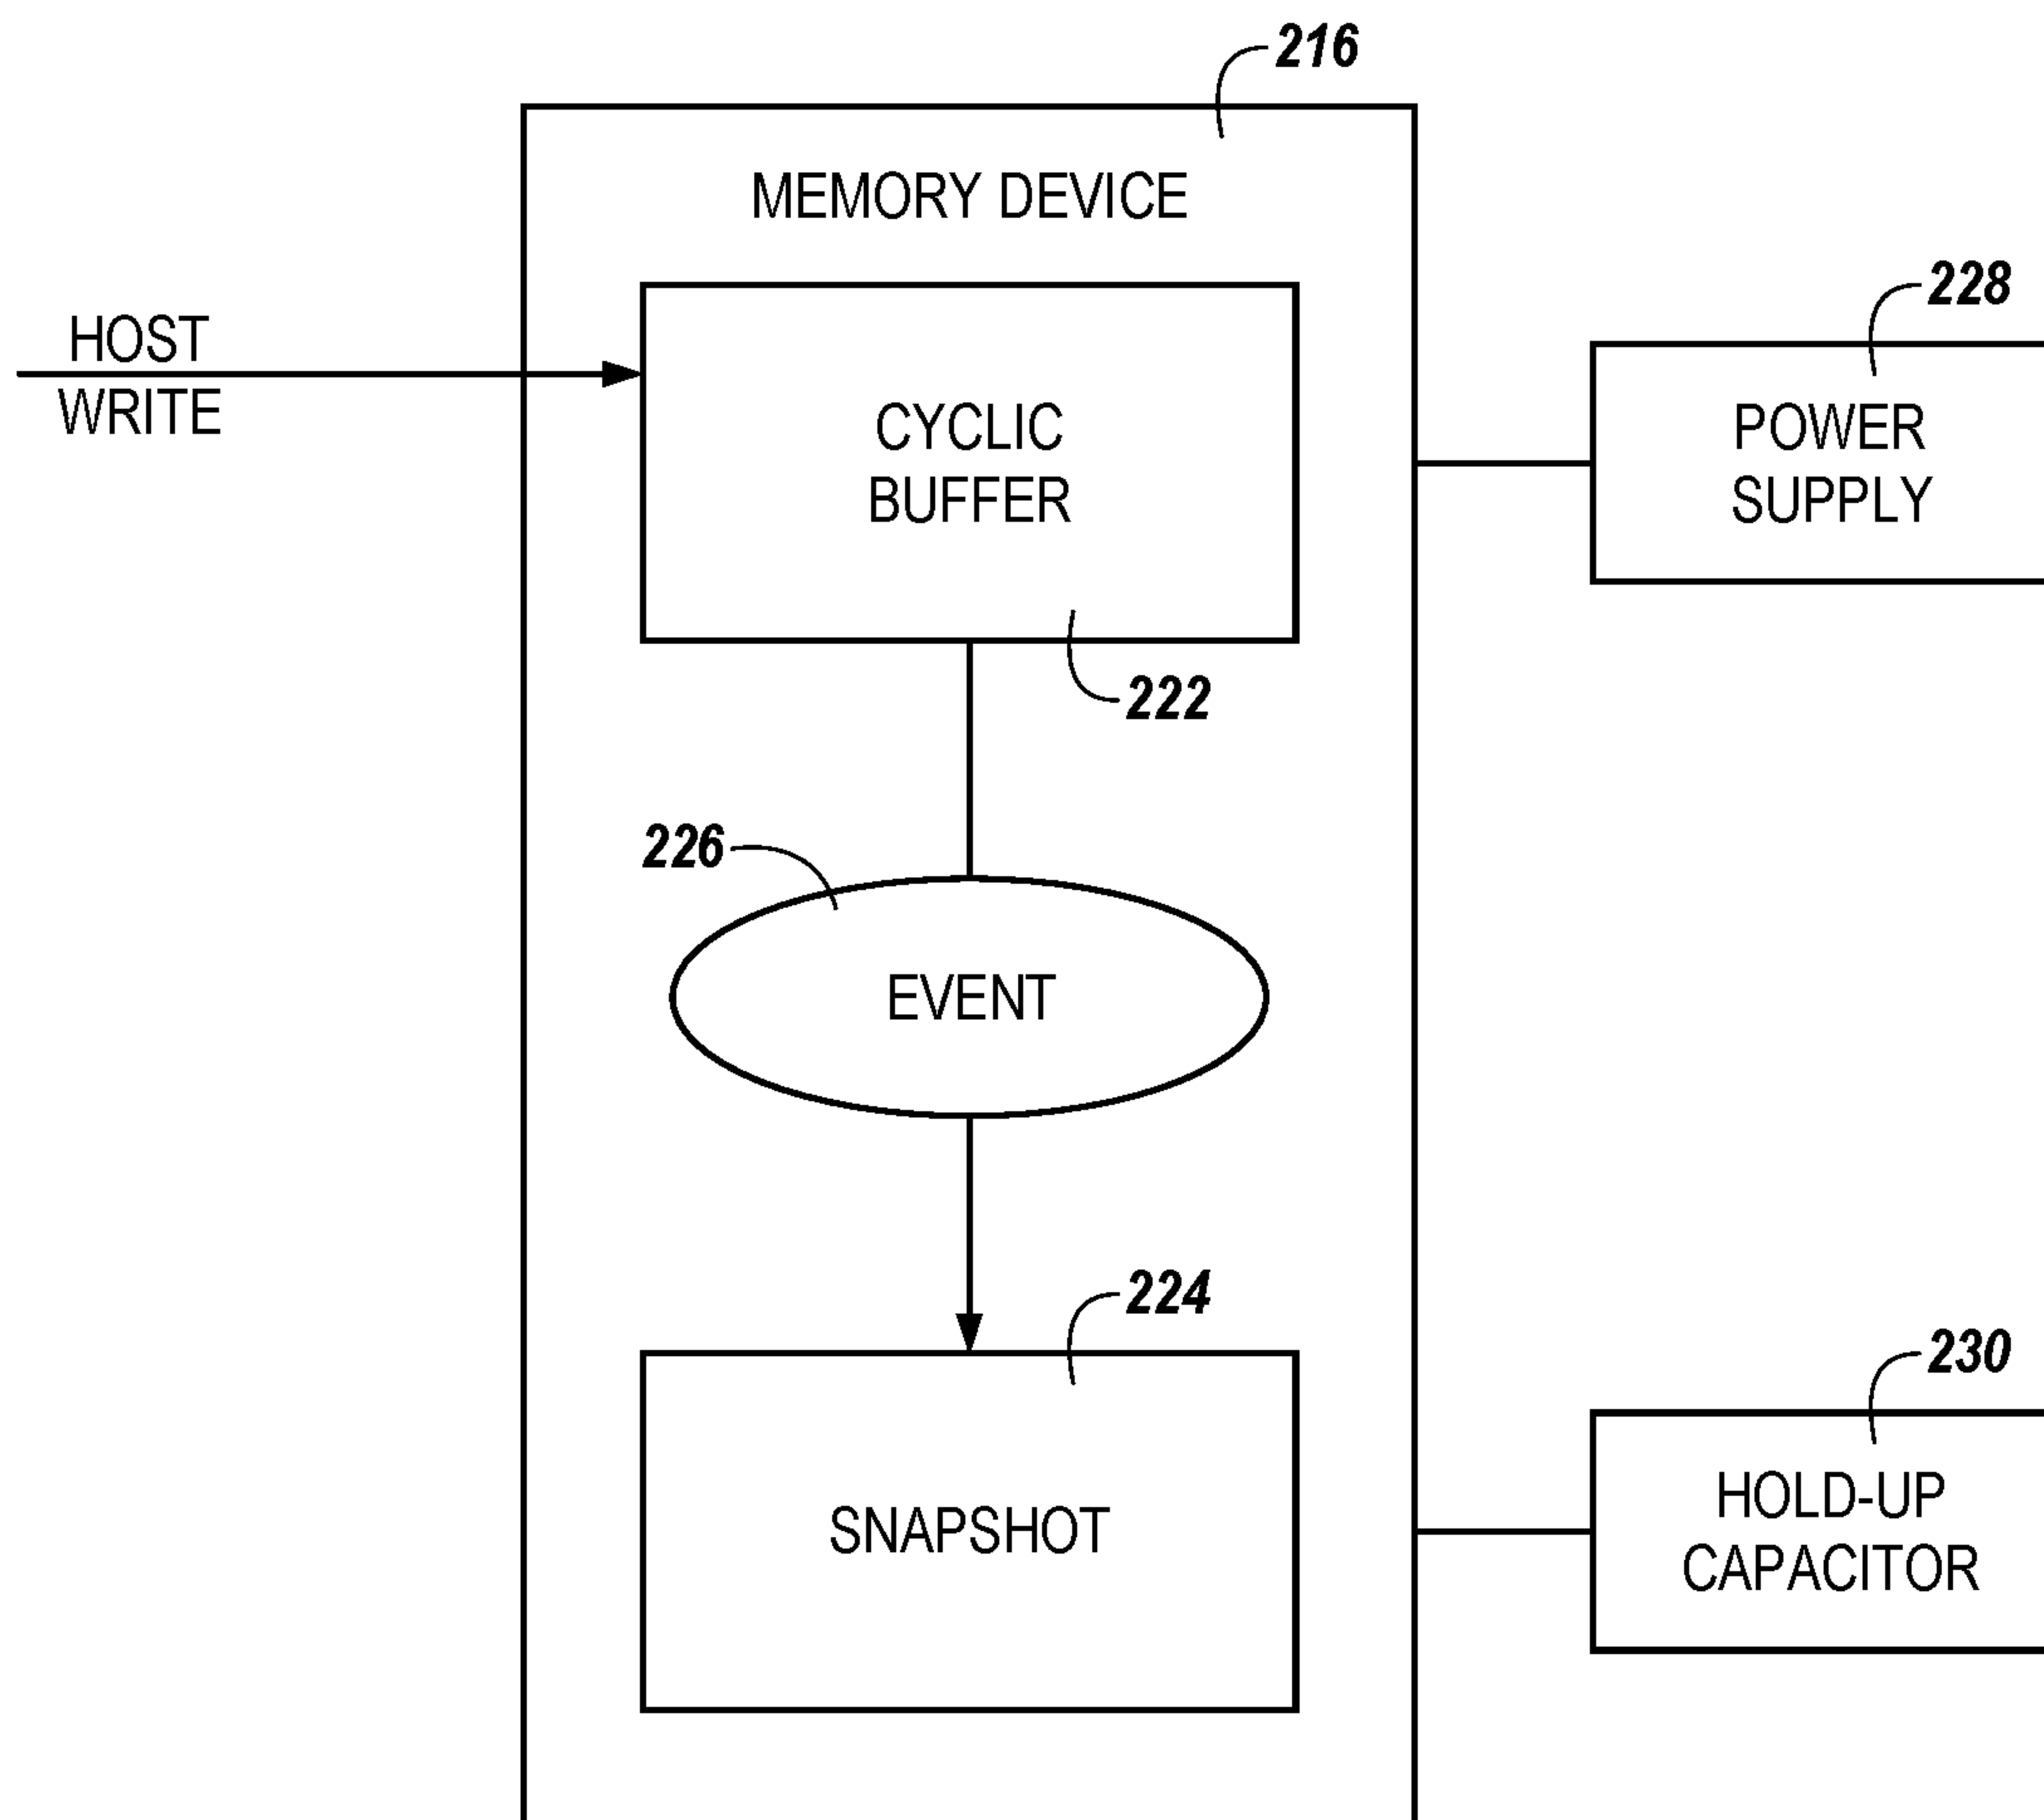 216
MEMORY DEVICE
228
HOST
WRITE
CYCLIC
BUFFER
POWER
SUPPLY
222
226
EVENT
224
230
SNAPSHOT
HOLD-UP
CAPACITOR